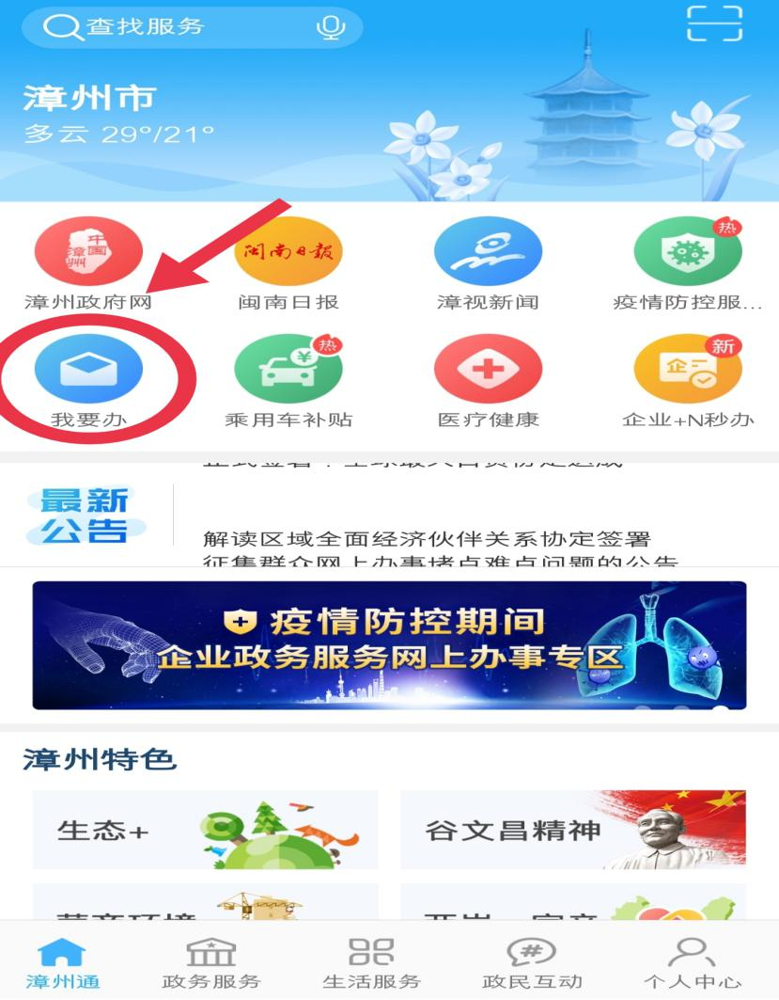 查找服务
漳州市
多云 29°/21°
中国
漳州
闽南日报
热
漳州政府网
闽南日报
漳视新闻
疫情防控服...
¥
热
企
新
我要办
乘用车补贴
医疗健康
企业+N秒办
最新
公告
解读区域全面经济伙伴关系协定签署
征集群众网上办事堵点难点问题的公告
疫情防控期间
企业政务服务网上办事专区
漳州特色
生态+
谷文昌精神
#
漳州通
政务服务
生活服务
政民互动
个人中心